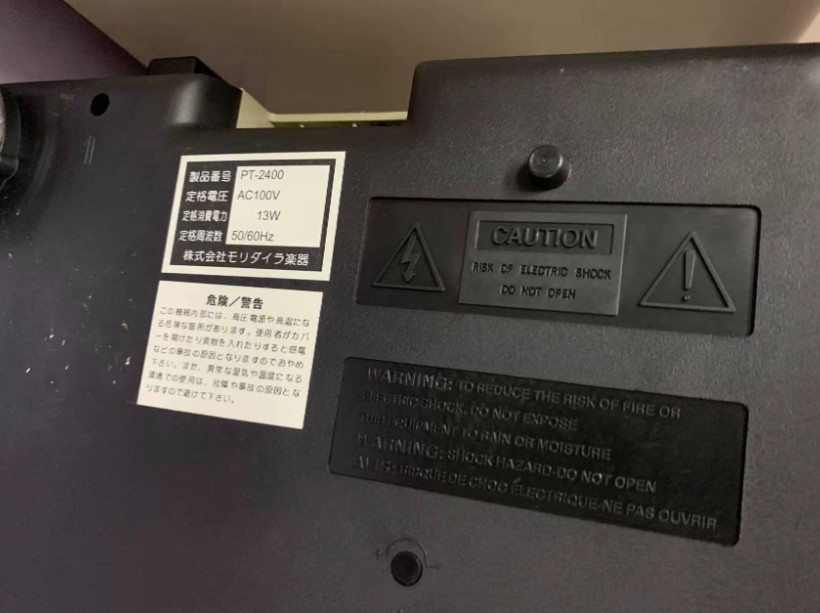 製品番号 PT-2400
定格電圧 AC100V
定格消費電力 13W
定格周波数 50/60Hz
株式会社モリダイラ楽器
危険／警告
この機械内部には、高圧電源や高温にな
る危険な箇所があります。使用者がカバ
ーを開けたり異物を入れたりすると感電
などの事故の原因となりますのでおやめ
下さい。また、異常な湿気や温度になる
環境での使用は、故障や事故の原因とな
りますので避けて下さい。
CAUTION
RISK OF ELECTRIC SHOCK
DO NOT OPEN
WARNING: TO REDUCE THE RISK OF FIRE OR
ELECTRIC SHOCK, DO NOT EXPOSE
THIS EQUIPMENT TO RAIN OR MOISTURE
WARNING: SHOCK HAZARD-DO NOT OPEN
AVIS: RISQUE DE CHOC ÉLECTRIQUE-NE PAS OUVRIR